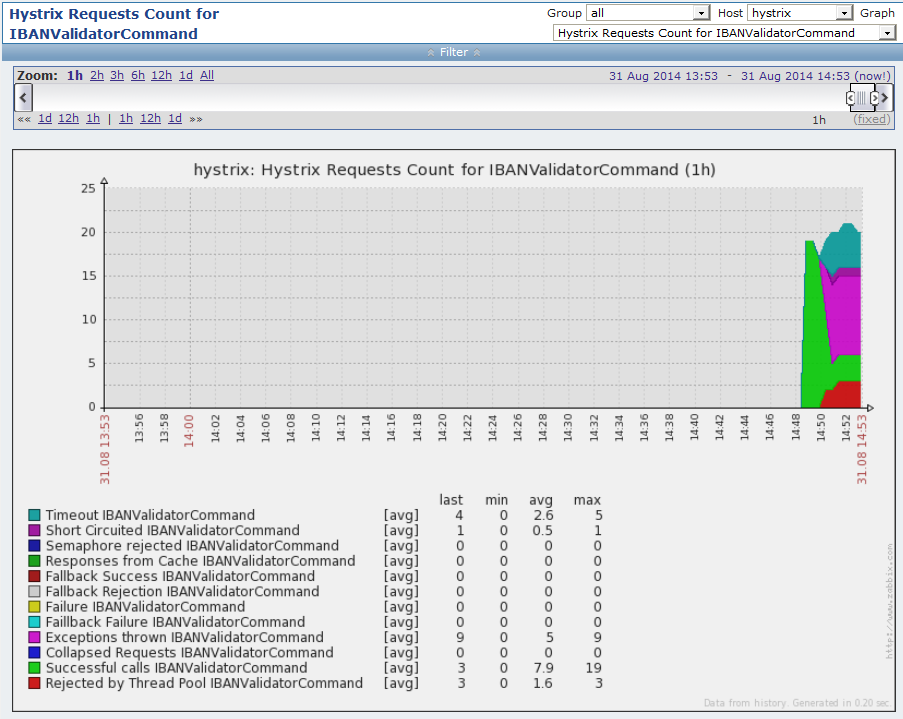 Hystrix Requests Count for IBANValidatorCommand
Group all Host hystrix Graph
Hystrix Requests Count for IBANValidatorCommand
Filter
Zoom: 1h 2h 3h 6h 12h 1d All 31 Aug 2014 13:53 - 31 Aug 2014 14:53 (now!)
«« 1d 12h 1h | 1h 12h 1d »» 1h (fixed)
hystrix: Hystrix Requests Count for IBANValidatorCommand (1h)
25
20
15
10
5
0
31.08 13:53 13:56 13:58 14:00 14:02 14:04 14:06 14:08 14:10 14:12 14:14 14:16 14:18 14:20 14:22 14:24 14:26 14:28 14:30 14:32 14:34 14:36 14:38 14:40 14:42 14:44 14:46 14:48 14:50 14:52 31.08 14:53
last min avg max
Timeout IBANValidatorCommand [avg] 4 0 2.6 5
Short Circuited IBANValidatorCommand [avg] 1 0 0.5 1
Semaphore rejected IBANValidatorCommand [avg] 0 0 0 0
Responses from Cache IBANValidatorCommand [avg] 0 0 0 0
Fallback Success IBANValidatorCommand [avg] 0 0 0 0
Fallback Rejection IBANValidatorCommand [avg] 0 0 0 0
Failure IBANValidatorCommand [avg] 0 0 0 0
Faillback Failure IBANValidatorCommand [avg] 0 0 0 0
Exceptions thrown IBANValidatorCommand [avg] 9 0 5 9
Collapsed Requests IBANValidatorCommand [avg] 0 0 0 0
Successful calls IBANValidatorCommand [avg] 3 0 7.9 19
Rejected by Thread Pool IBANValidatorCommand [avg] 3 0 1.6 3
http://www.zabbix.com
Data from history. Generated in 0.20 sec.